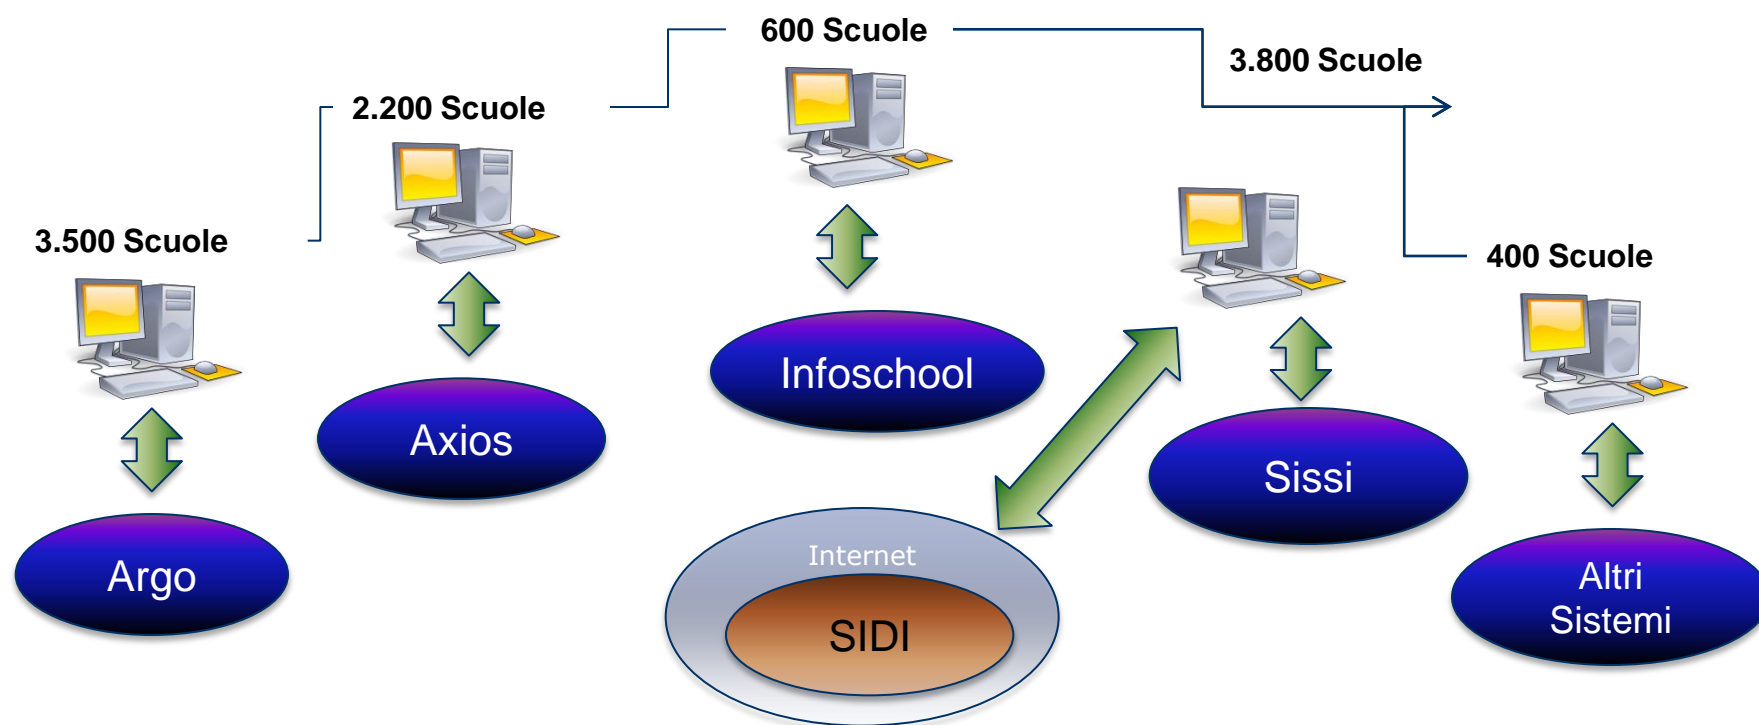 600 Scuole
3.800 Scuole
2.200 Scuole
3.500 Scuole
400 Scuole
Infoschool
Axios
Sissi
Internet
Argo
Altri
Sistemi
SIDI